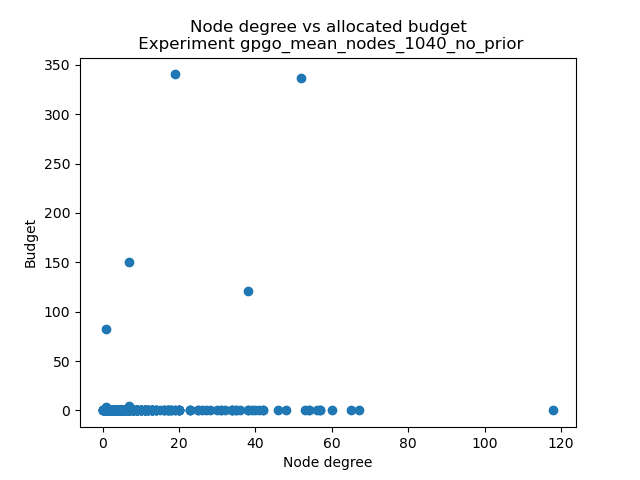 Node degree vs allocated budget
Experiment gpgo_mean_nodes_1040_no_prior
350
300
250
200
150
100
50
0
Budget
0 20 40 60 80 100 120
Node degree